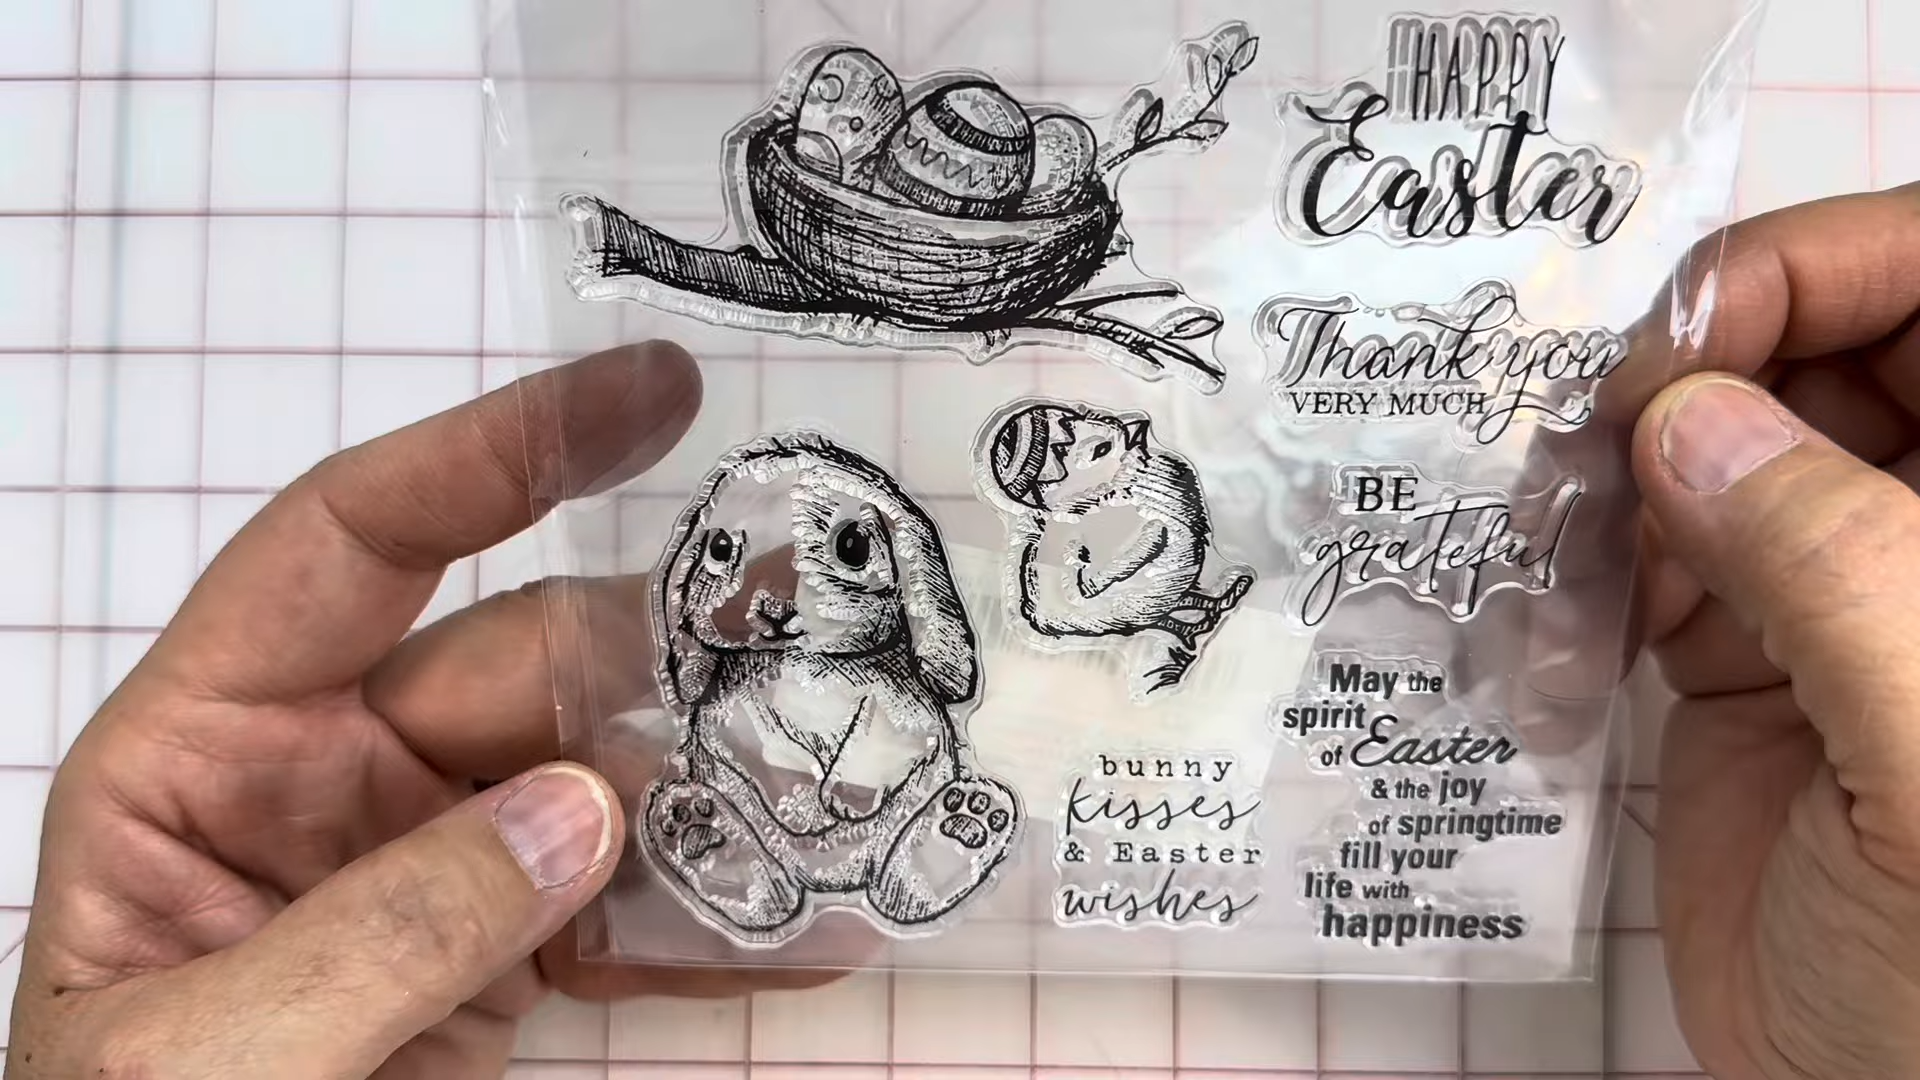 HAPPY
Easter
Thank you
VERY MUCH
BE
grateful
May the
spirit
of Easter
& the joy
of springtime
fill your
life with
happiness
bunny
kisses
& Easter
wishes